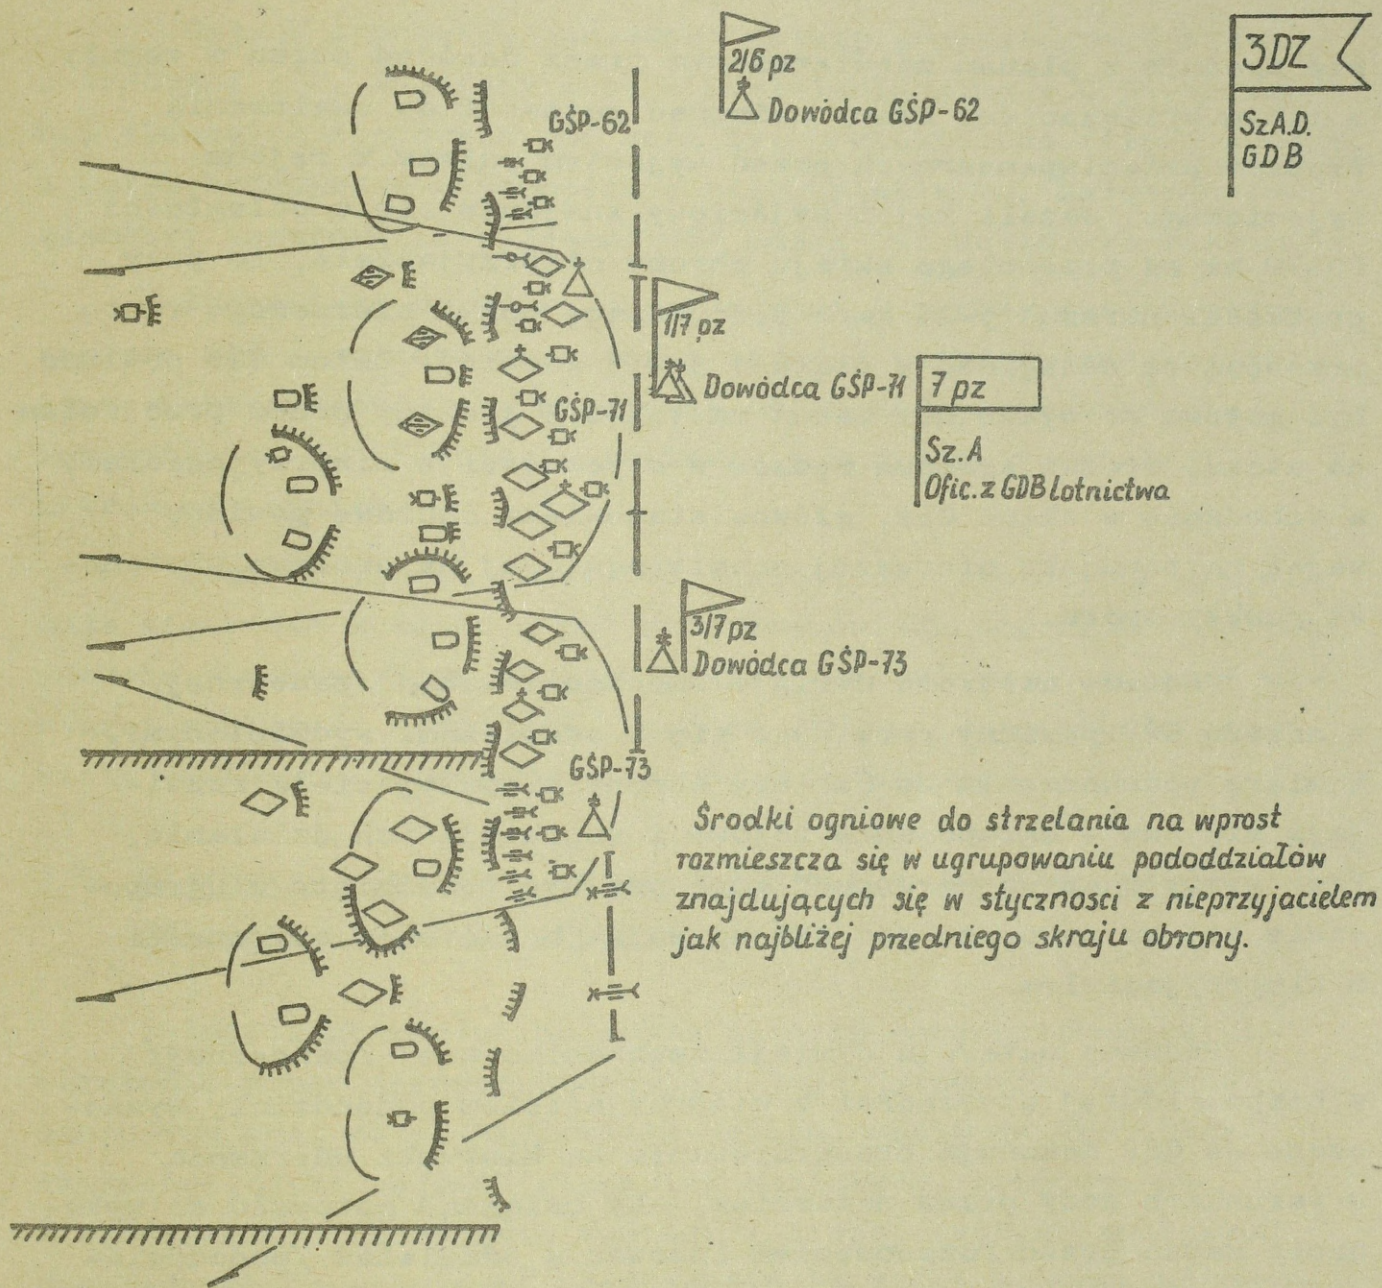 2/6 pz
Dowódca GŚP-62
3DZ
Sz.A.D.
GDB
GŚP-62
1/7 pz
Dowódca GŚP-71
7 pz
Sz.A
Ofic. z GDB Lotnictwa
GŚP-71
3/7 pz
Dowódca GŚP-73
GŚP-73
Środki ogniowe do strzelania na wprost
rozmieszcza się w ugrupowaniu pododdziałów
znajdujących się w stycznosci z nieprzyjacielem
jak najbliżej przedniego skraju obrony.